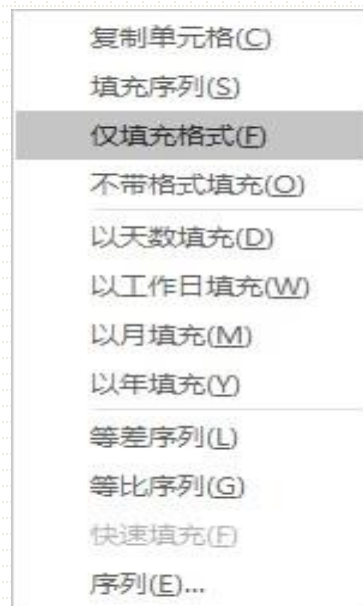 复制单元格(C)
填充序列(S)
仅填充格式(F)
不带格式填充(O)
以天数填充(D)
以工作日填充(W)
以月填充(M)
以年填充(Y)
等差序列(L)
等比序列(G)
快速填充(F)
序列(E)...